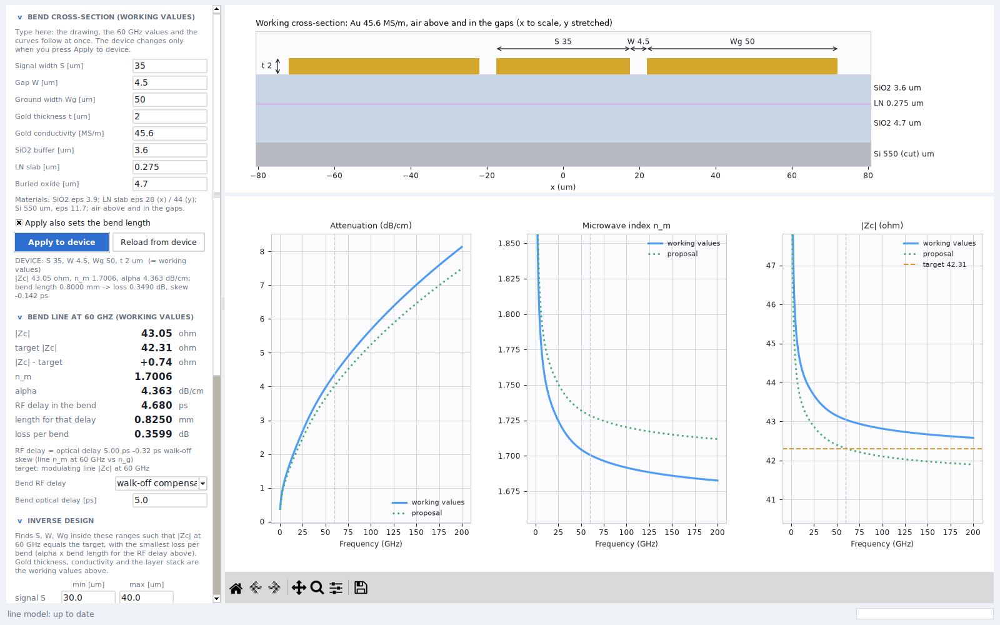 v BEND CROSS-SECTION (WORKING VALUES)
Type here: the drawing, the 60 GHz values and the
curves follow at once. The device changes only
when you press Apply to device.
Signal width S [um] 35
Gap W [um] 4.5
Ground width Wg [um] 50
Gold thickness t [um] 2
Gold conductivity [MS/m] 45.6
SiO2 buffer [um] 3.6
LN slab [um] 0.275
Buried oxide [um] 4.7
Materials: SiO2 eps 3.9; LN slab eps 28 (x) / 44 (y);
Si 550 um, eps 11.7; air above and in the gaps.
Apply also sets the bend length
Apply to device Reload from device
DEVICE: S 35, W 4.5, Wg 50, t 2 um (= working
values)
|Zc| 43.05 ohm, n_m 1.7006, alpha 4.363 dB/cm;
bend length 0.8000 mm -> loss 0.3490 dB, skew
-0.142 ps
v BEND LINE AT 60 GHZ (WORKING VALUES)
|Zc| 43.05 ohm
target |Zc| 42.31 ohm
|Zc| - target +0.74 ohm
n_m 1.7006
alpha 4.363 dB/cm
RF delay in the bend 4.680 ps
length for that delay 0.8250 mm
loss per bend 0.3599 dB
RF delay = optical delay 5.00 ps -0.32 ps walk-off
skew (line n_m at 60 GHz vs n_g)
target: modulating line |Zc| at 60 GHz
Bend RF delay walk-off compensa
Bend optical delay [ps] 5.0
v INVERSE DESIGN
Finds S, W, Wg inside these ranges such that |Zc| at
60 GHz equals the target, with the smallest loss per
bend (alpha x bend length for the RF delay above).
Gold thickness, conductivity and the layer stack are
the working values above.
min [um] max [um]
signal S 30.0 40.0
line model: up to date
Working cross-section: Au 45.6 MS/m, air above and in the gaps (x to scale, y stretched)
S 35 W 4.5 Wg 50
t 2
SiO2 3.6 um
LN 0.275 um
SiO2 4.7 um
Si 550 (cut) um
−80 −60 −40 −20 0 20 40 60 80
x (um)
Attenuation (dB/cm)
8
7
6
5
4
3
2
1
0
working values
proposal
0 25 50 75 100 125 150 175 200
Frequency (GHz)
Microwave index n_m
1.850
1.825
1.800
1.775
1.750
1.725
1.700
1.675
working values
proposal
0 25 50 75 100 125 150 175 200
Frequency (GHz)
|Zc| (ohm)
47
46
45
44
43
42
41
working values
proposal
target 42.31
0 25 50 75 100 125 150 175 200
Frequency (GHz)